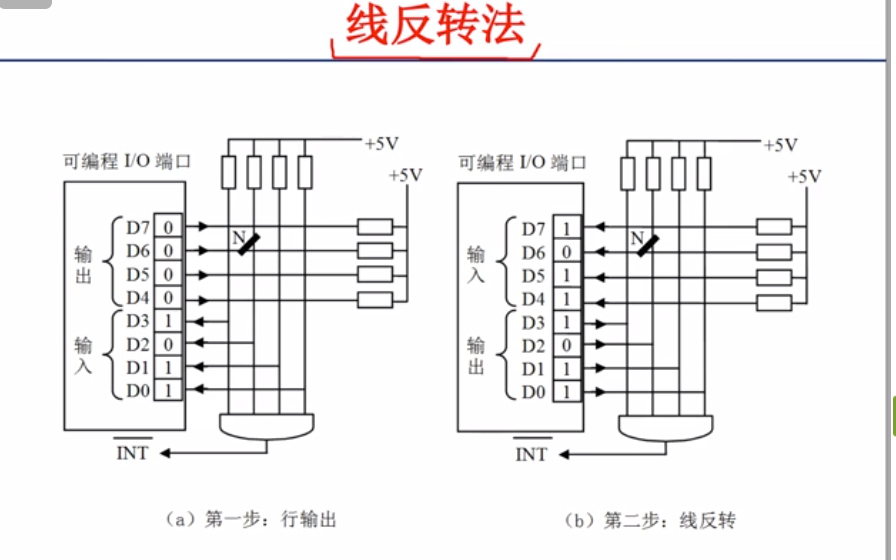 线反转法
可编程 I/O 端口
+5V
+5V
输出
D7 0
D6 0
D5 0
D4 0
输入
D3 1
D2 0
D1 1
D0 1
N
INT
(a) 第一步：行输出
可编程 I/O 端口
+5V
+5V
输入
D7 1
D6 0
D5 1
D4 1
输出
D3 1
D2 0
D1 1
D0 1
N
INT
(b) 第二步：线反转